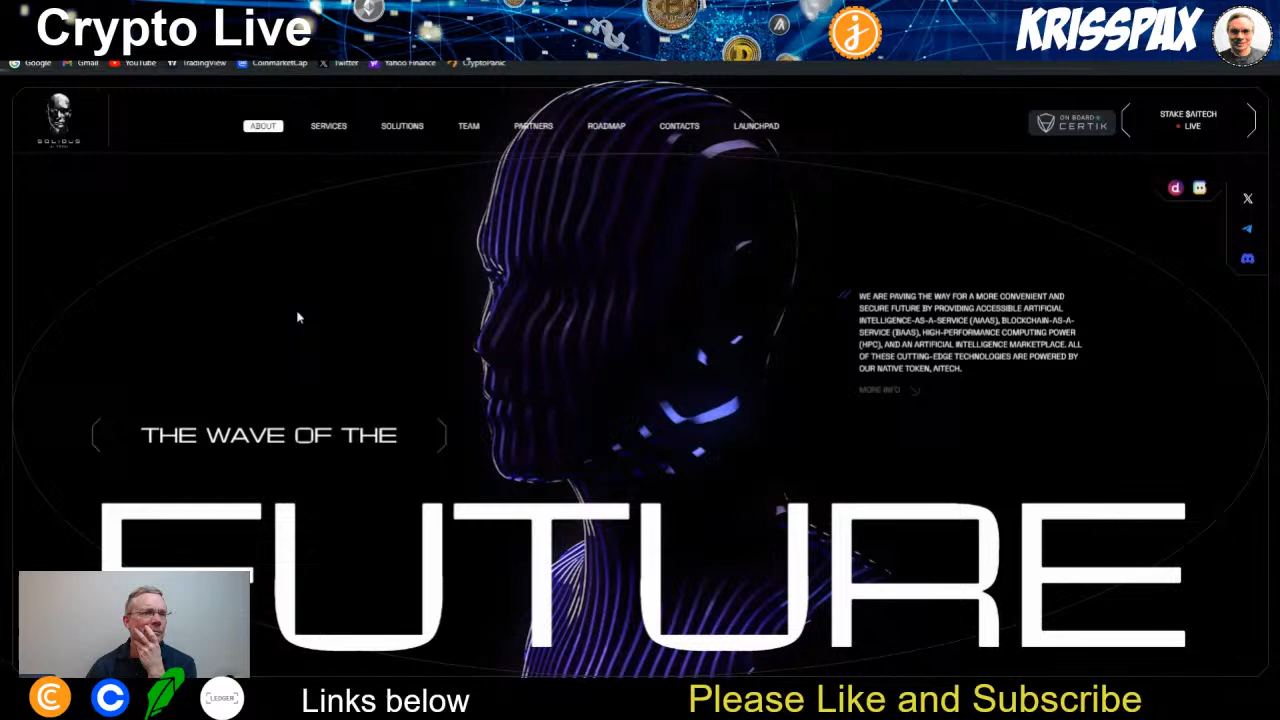 Crypto Live
KRISSPAX
Google Gmail YouTube TradingView CoinmarketCap Twitter Yahoo Finance CryptoPanic
SOLIDUS
ABOUT SERVICES SOLUTIONS TEAM PARTNERS ROADMAP CONTACTS LAUNCHPAD
ON BOARD
CERTIK
STAKE $AITECH
LIVE
WE ARE PAVING THE WAY FOR A MORE CONVENIENT AND
SECURE FUTURE BY PROVIDING ACCESSIBLE ARTIFICIAL
INTELLIGENCE-AS-A-SERVICE (AIAAS), BLOCKCHAIN-AS-A-
SERVICE (BAAS), HIGH-PERFORMANCE COMPUTING POWER
(HPC), AND AN ARTIFICIAL INTELLIGENCE MARKETPLACE. ALL
OF THESE CUTTING-EDGE TECHNOLOGIES ARE POWERED BY
OUR NATIVE TOKEN, AITECH.
MORE INFO
THE WAVE OF THE
FUTURE
LEDGER
Links below
Please Like and Subscribe